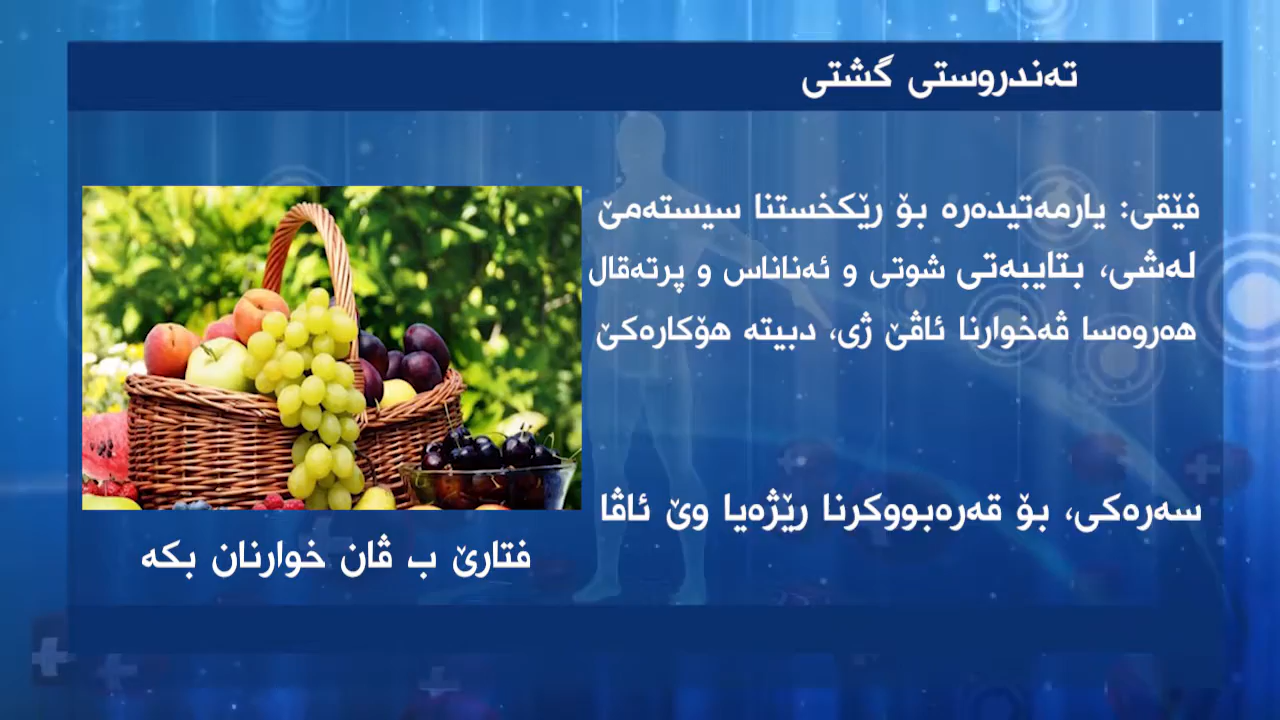 تەندروستی گشتی
فێقی: یارمەتیدەرە بۆ رێکخستنا سیستەمێ
لەشی، بتایبەتی شوتی و ئەناناس و پرتەقال
هەروەسا ڤەخوارنا ئاڤێ ژی، دبیتە هۆکارەکێ
سەرەکی، بۆ قەرەبووکرنا رێژەیا وێ ئاڤا
فتارێ ب ڤان خوارنان بکە